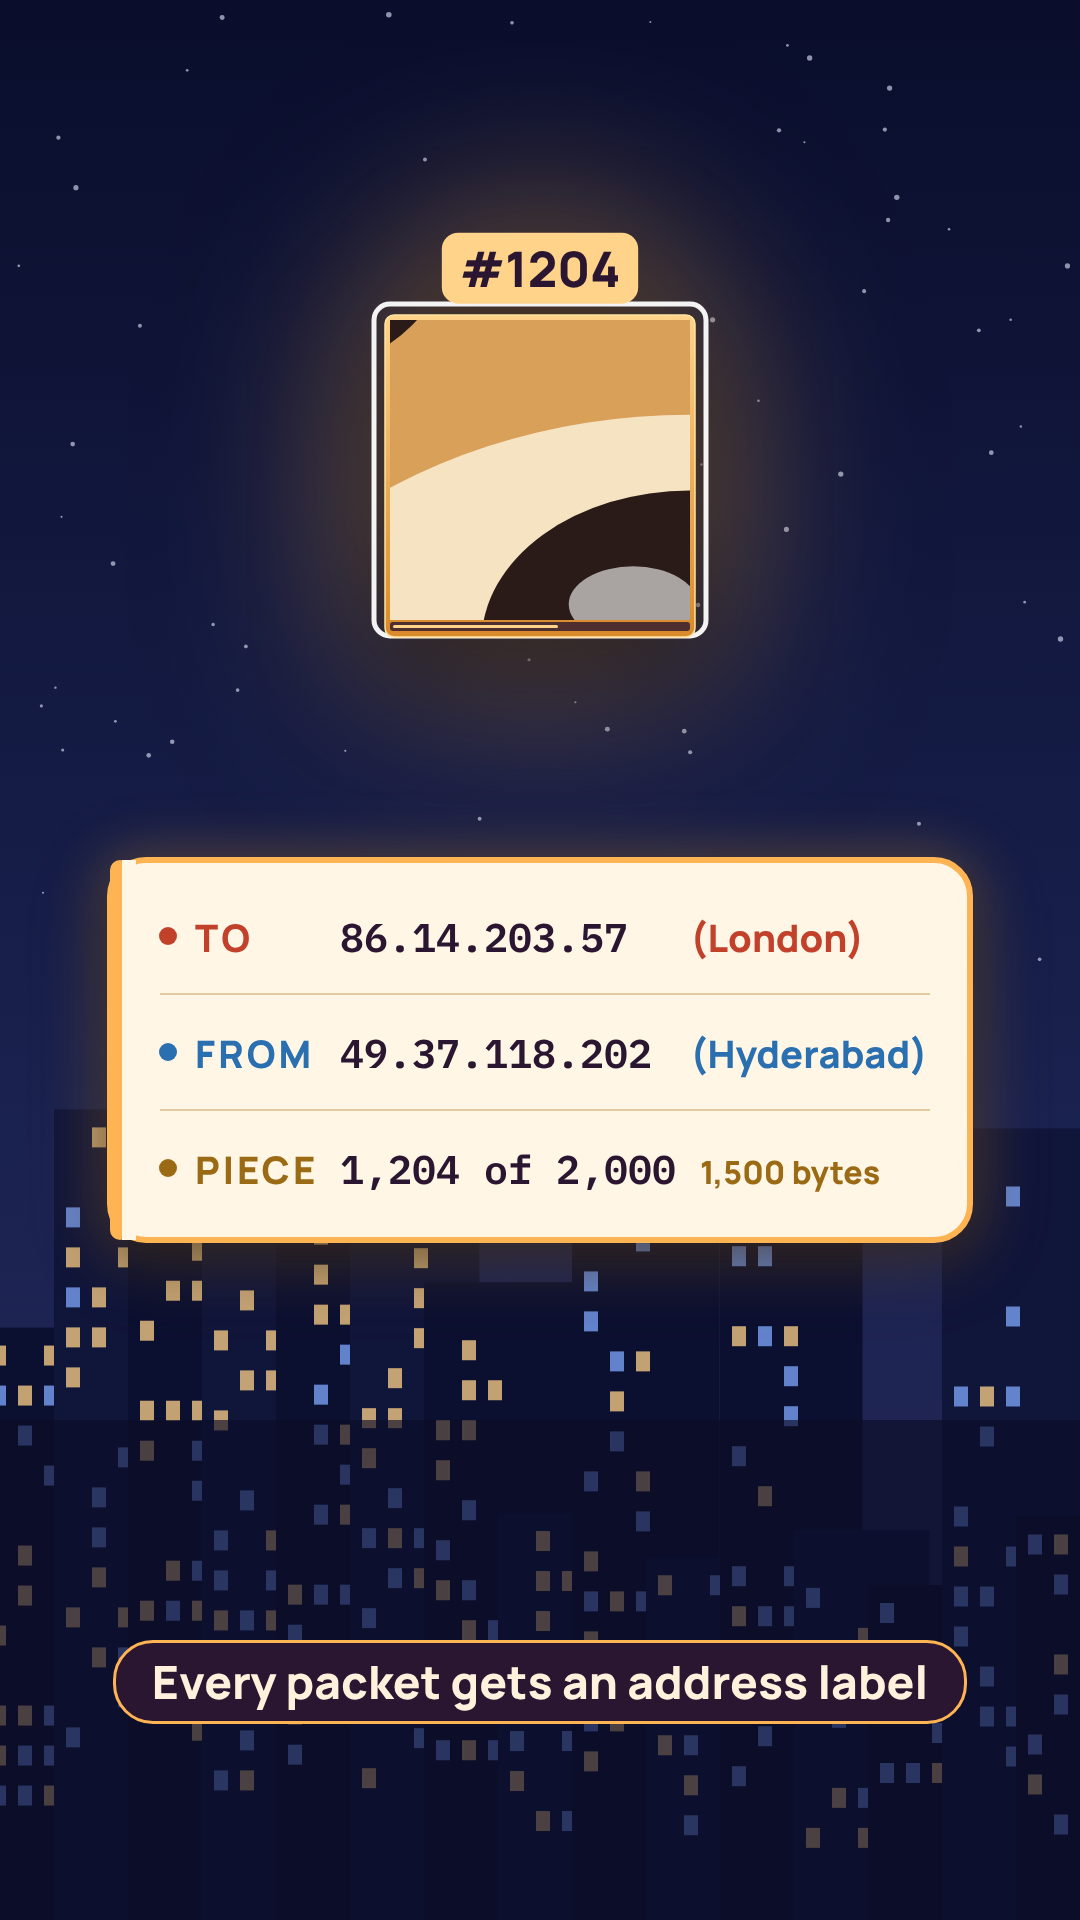 #1204
TO 86.14.203.57 (London)
FROM 49.37.118.202 (Hyderabad)
PIECE 1,204 of 2,000 1,500 bytes
Every packet gets an address label